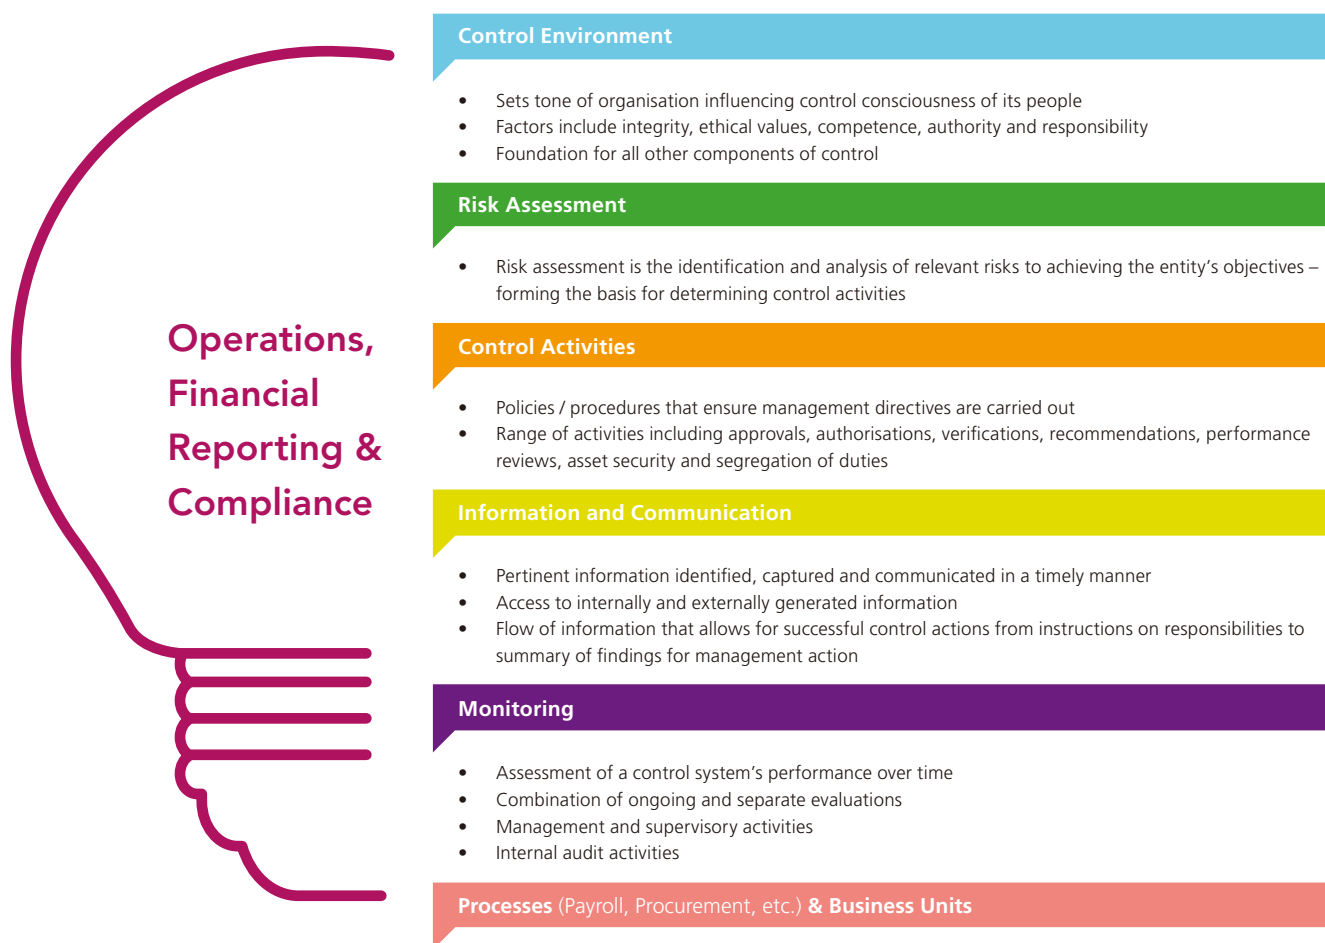 Operations,
Financial
Reporting &
Compliance
Control Environment
• Sets tone of organisation influencing control consciousness of its people
• Factors include integrity, ethical values, competence, authority and responsibility
• Foundation for all other components of control
Risk Assessment
• Risk assessment is the identification and analysis of relevant risks to achieving the entity's objectives –
forming the basis for determining control activities
Control Activities
• Policies / procedures that ensure management directives are carried out
• Range of activities including approvals, authorisations, verifications, recommendations, performance
reviews, asset security and segregation of duties
Information and Communication
• Pertinent information identified, captured and communicated in a timely manner
• Access to internally and externally generated information
• Flow of information that allows for successful control actions from instructions on responsibilities to
summary of findings for management action
Monitoring
• Assessment of a control system's performance over time
• Combination of ongoing and separate evaluations
• Management and supervisory activities
• Internal audit activities
Processes (Payroll, Procurement, etc.) & Business Units